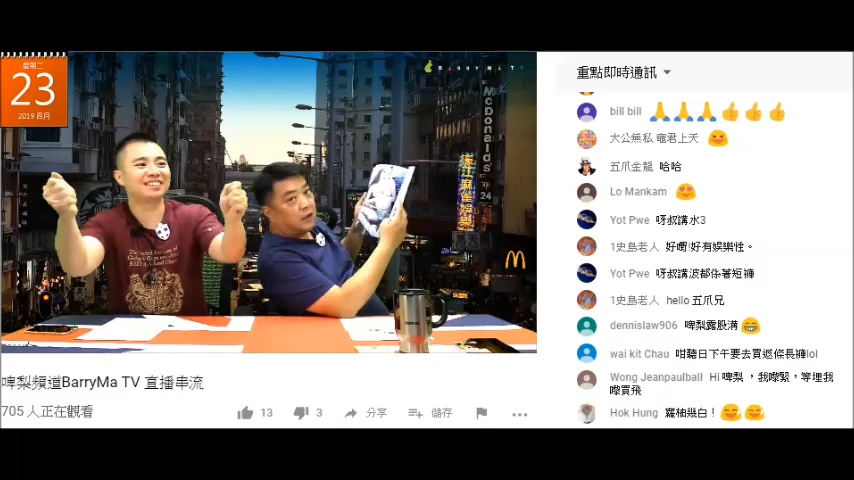 星期二
23
2019 四月
BARRYMATV
McDonald's
24
啤梨頻道BarryMa TV 直播串流
705 人正在觀看
13
3
分享
儲存
重點即時通訊
bill bill 🙏🙏🙏👍👍👍
犬公無私 竈君上天 😆
五爪金龍 哈哈
Lo Mankam 😍
Yot Pwe 呀叔講水3
1史島老人 好嘢!好有娛樂性。
Yot Pwe 呀叔講波都係著短褲
1史島老人 hello 五爪兄
dennislaw906 啤梨露股溝 😁
wai kit Chau 咁聽日下午要去買返條長褲lol
Wong Jeanpaulball Hi 啤梨 ，我嚟緊，等埋我
嚟買飛
Hok Hung 籮柚幾白！😊😊